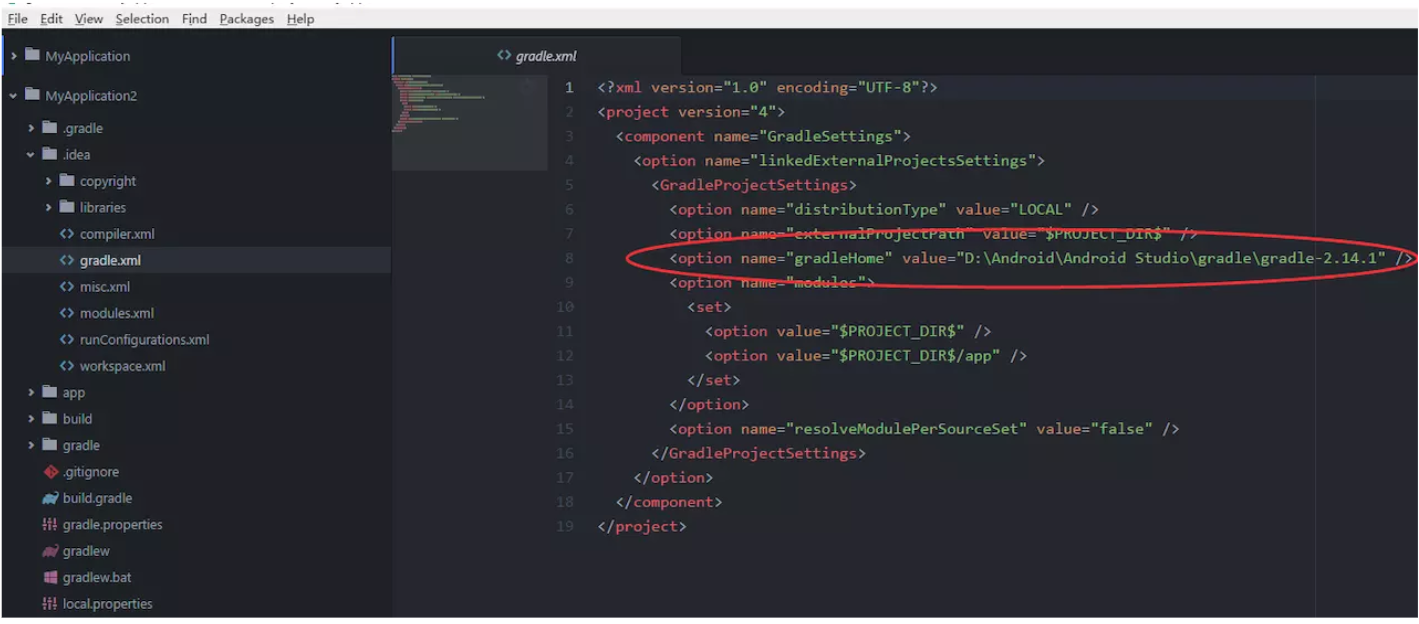 File Edit View Selection Find Packages Help
MyApplication
MyApplication2
.gradle
.idea
copyright
libraries
compiler.xml
gradle.xml
misc.xml
modules.xml
runConfigurations.xml
workspace.xml
app
build
gradle
.gitignore
build.gradle
gradle.properties
gradlew
gradlew.bat
local.properties
gradle.xml
1 <?xml version="1.0" encoding="UTF-8"?>
2 <project version="4">
3 <component name="GradleSettings">
4 <option name="linkedExternalProjectsSettings">
5 <GradleProjectSettings>
6 <option name="distributionType" value="LOCAL" />
7 <option name="externalProjectPath" value="$PROJECT_DIR$" />
8 <option name="gradleHome" value="D:\Android\Android Studio\gradle\gradle-2.14.1" />
9 <option name="modules">
10 <set>
11 <option value="$PROJECT_DIR$" />
12 <option value="$PROJECT_DIR$/app" />
13 </set>
14 </option>
15 <option name="resolveModulePerSourceSet" value="false" />
16 </GradleProjectSettings>
17 </option>
18 </component>
19 </project>